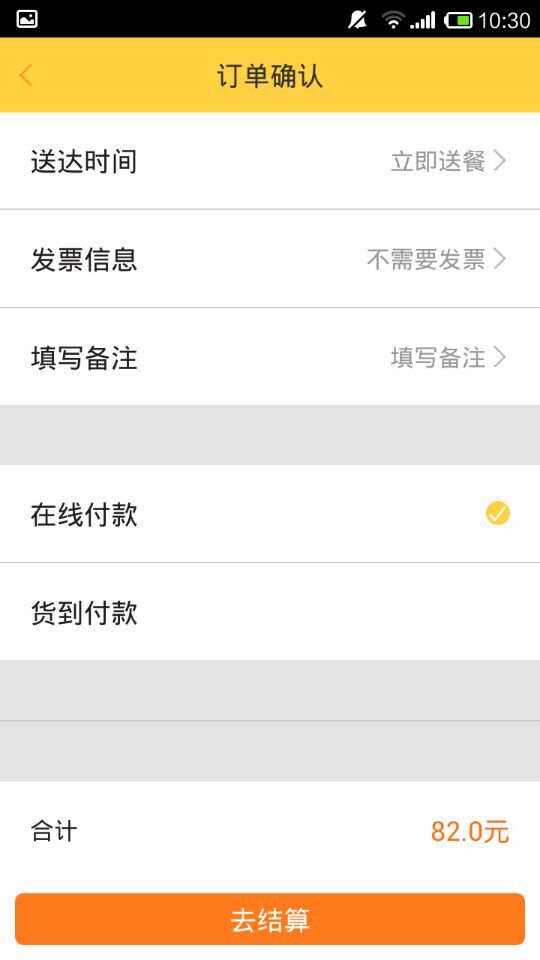 10:30
订单确认
送达时间 立即送餐
发票信息 不需要发票
填写备注 填写备注
在线付款
货到付款
合计 82.0元
去结算